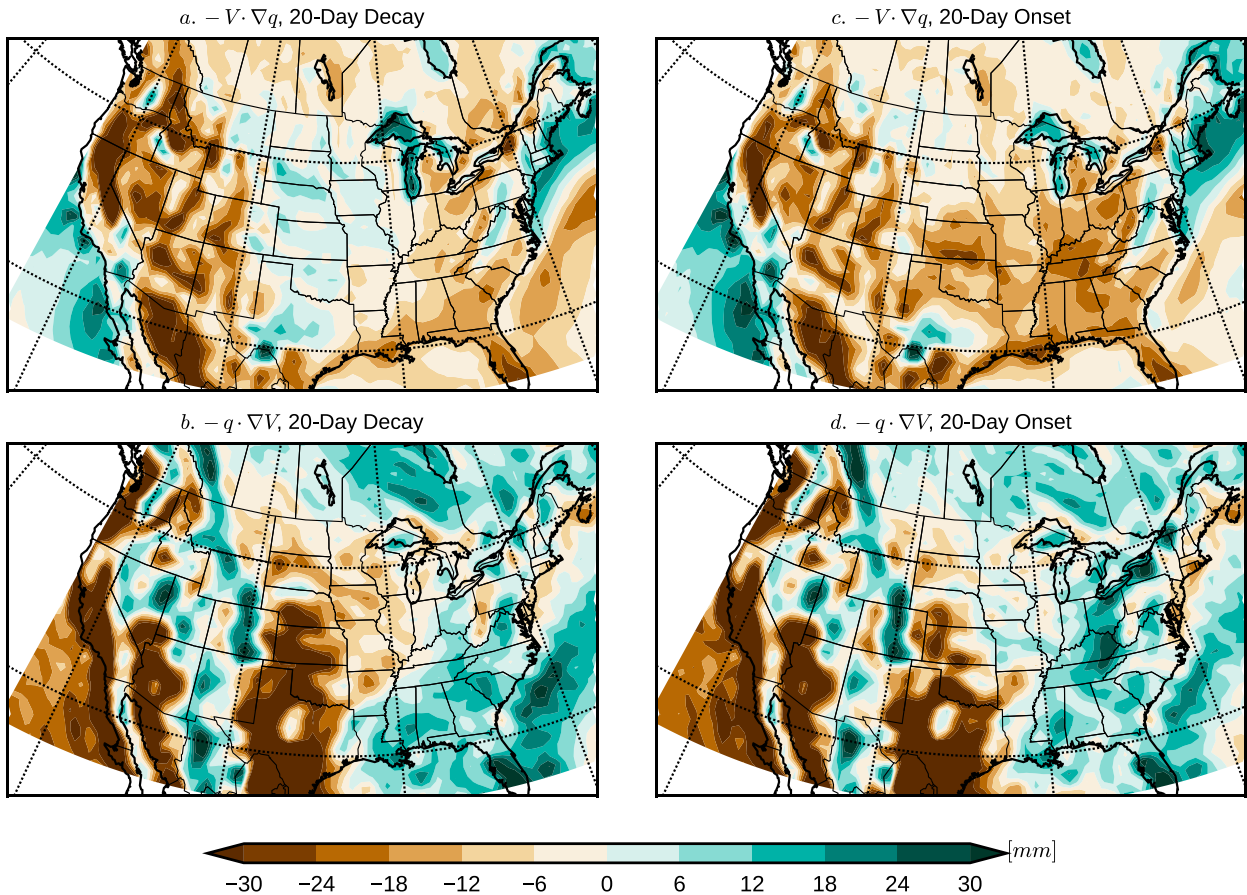 a. −V· ∇q, 20-Day Decay
c. −V· ∇q, 20-Day Onset
b. −q · ∇V, 20-Day Decay
d. −q · ∇V, 20-Day Onset
[mm]
−30 −24 −18 −12 −6 0 6 12 18 24 30